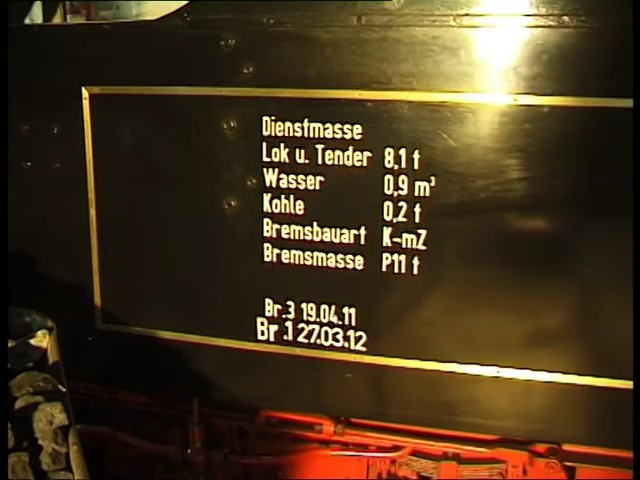 Dienstmasse
Lok u. Tender 8,1 t
Wasser 0,9 m³
Kohle 0,2 t
Bremsbauart K-mZ
Bremsmasse P11 t
Br.3 19.04.11
Br.1 27.03.12